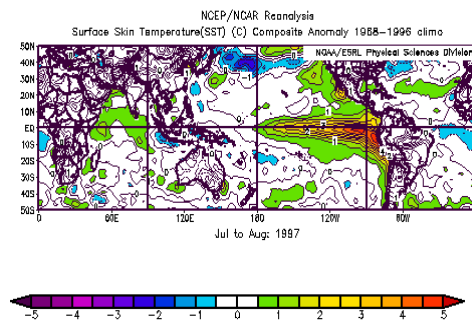 NCEP/NCAR Reanalysis
Surface Skin Temperature(SST) (C) Composite Anomaly 1968-1996 climo
NOAA/ESRL Physical Sciences Division
50N
40N
30N
20N
10N
EQ
10S
20S
30S
40S
50S
0 60E 120E 180 120W 60W
Jul to Aug: 1997
-5 -4 -3 -2 -1 0 1 2 3 4 5